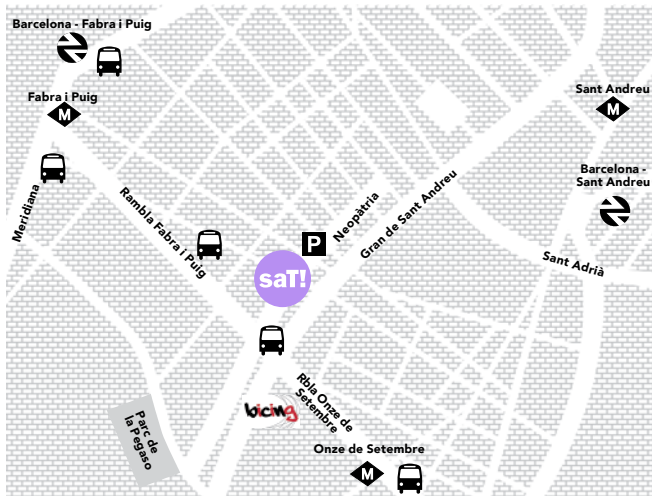 Barcelona - Fabra i Puig
Fabra i Puig
M
Sant Andreu
M
Barcelona -
Sant Andreu
Meridiana
Rambla Fabra i Puig
P
Neopàtria
Gran de Sant Andreu
saT!
Sant Adrià
Rbla Onze de
Setembre
bicing
Parc de
la Pegaso
Onze de Setembre
M